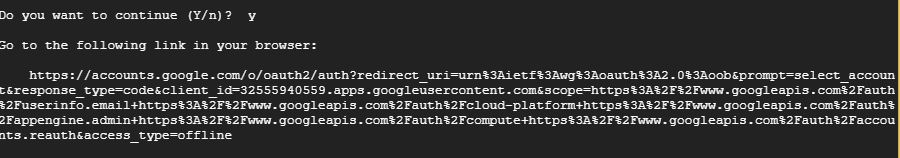 Do you want to continue (Y/n)?  y
Go to the following link in your browser:
https://accounts.google.com/o/oauth2/auth?redirect_uri=urn%3Aietf%3Awg%3Aoauth%3A2.0%3Aoob&prompt=select_accoun
t&response_type=code&client_id=32555940559.apps.googleusercontent.com&scope=https%3A%2F%2Fwww.googleapis.com%2Fauth
%2Fuserinfo.email+https%3A%2F%2Fwww.googleapis.com%2Fauth%2Fcloud-platform+https%3A%2F%2Fwww.googleapis.com%2Fauth%
2Fappengine.admin+https%3A%2F%2Fwww.googleapis.com%2Fauth%2Fcompute+https%3A%2F%2Fwww.googleapis.com%2Fauth%2Faccou
nts.reauth&access_type=offline